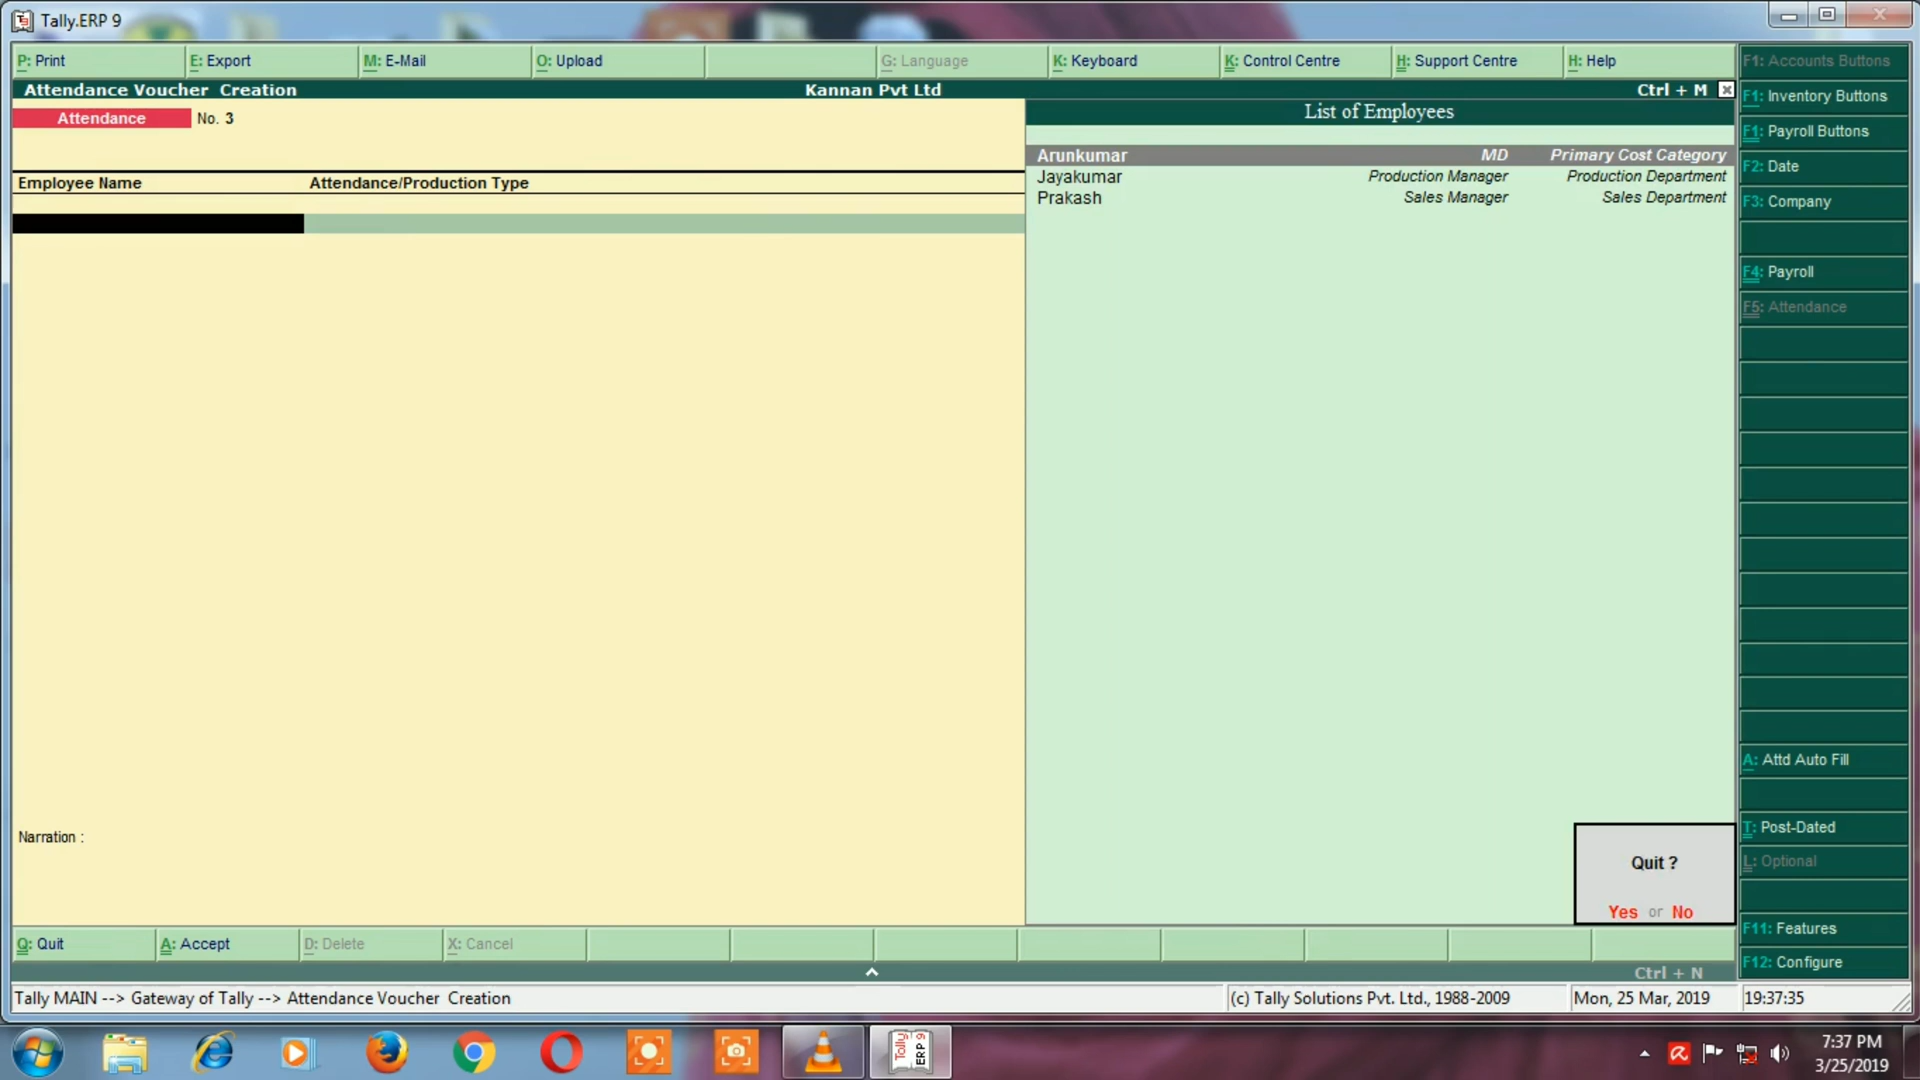 Tally.ERP 9
P: Print
E: Export
M: E-Mail
O: Upload
G: Language
K: Keyboard
K: Control Centre
H: Support Centre
H: Help
Attendance Voucher Creation
Kannan Pvt Ltd
Ctrl + M
Attendance No. 3
Employee Name Attendance/Production Type
List of Employees
Arunkumar MD Primary Cost Category
Jayakumar Production Manager Production Department
Prakash Sales Manager Sales Department
F1: Accounts Buttons
F1: Inventory Buttons
F1: Payroll Buttons
F2: Date
F3: Company
F4: Payroll
F5: Attendance
A: Attd Auto Fill
T: Post-Dated
L: Optional
F11: Features
F12: Configure
Narration :
Quit ?
Yes or No
Q: Quit
A: Accept
D: Delete
X: Cancel
Ctrl + N
Tally MAIN --> Gateway of Tally --> Attendance Voucher Creation
(c) Tally Solutions Pvt. Ltd., 1988-2009
Mon, 25 Mar, 2019
19:37:35
Tally
ERP 9
7:37 PM
3/25/2019